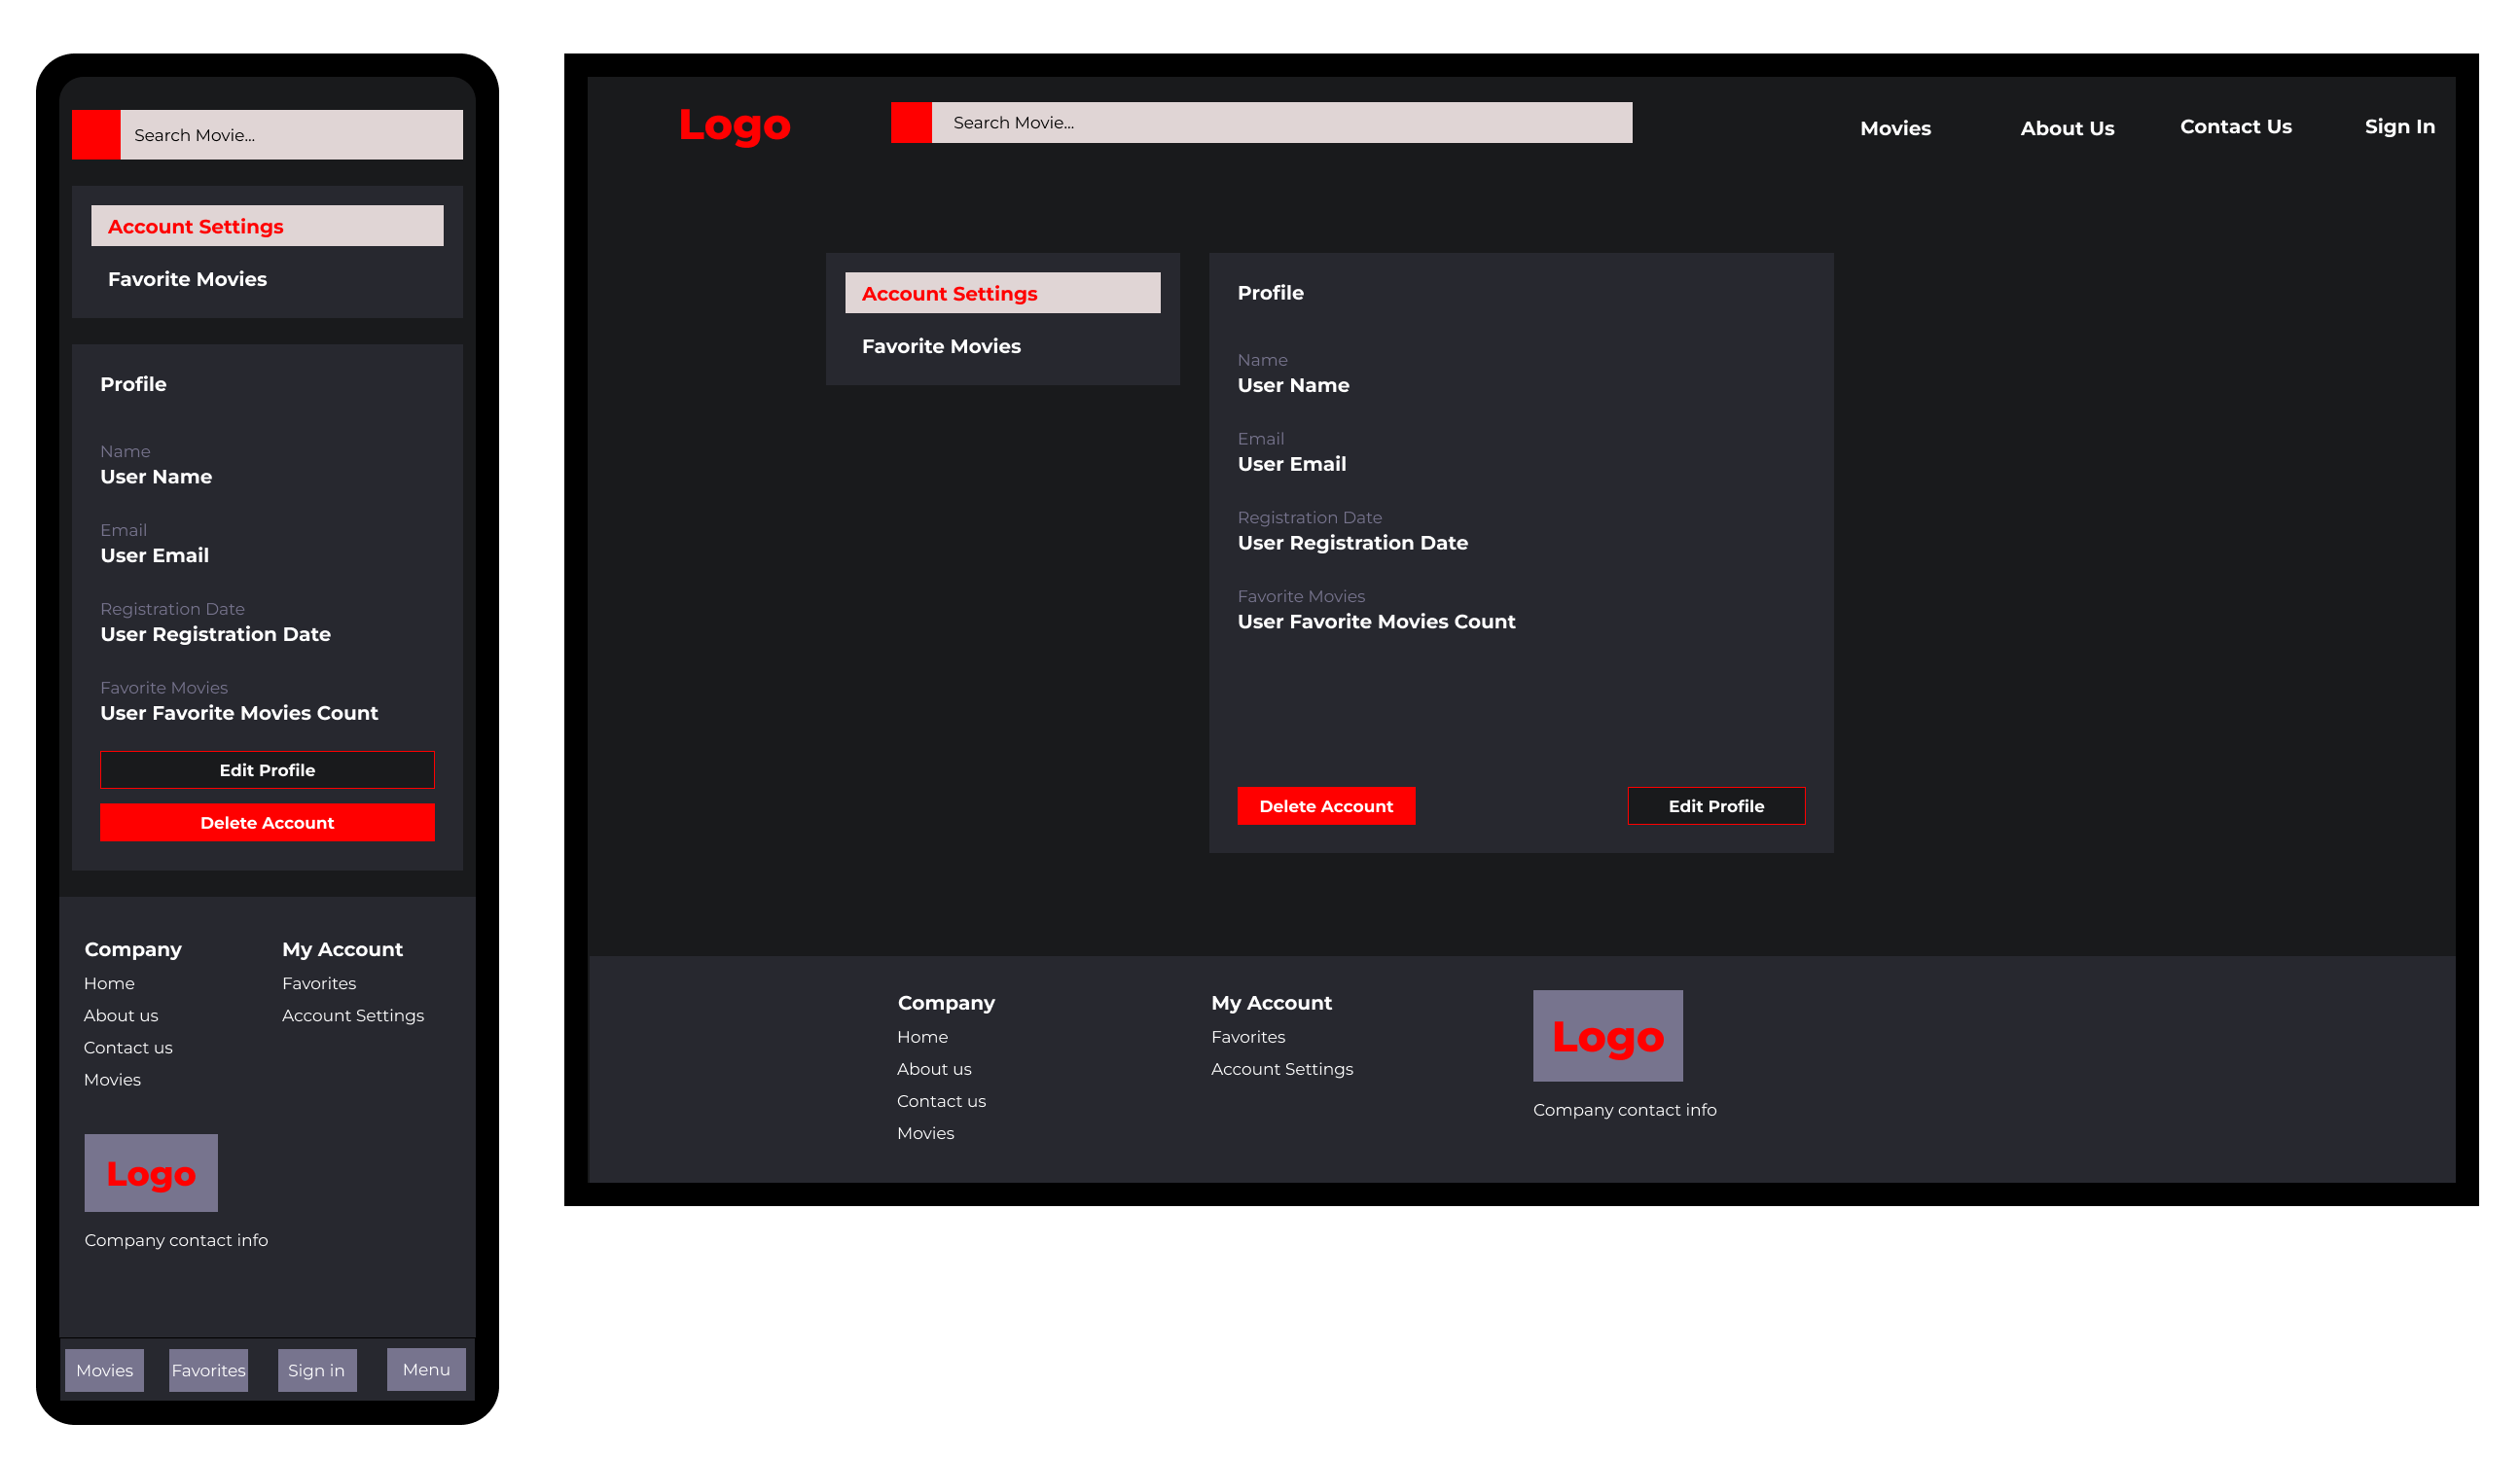 Search Movie...
Account Settings
Favorite Movies
Profile
Name
User Name
Email
User Email
Registration Date
User Registration Date
Favorite Movies
User Favorite Movies Count
Edit Profile
Delete Account
Company
Home
About us
Contact us
Movies
My Account
Favorites
Account Settings
Logo
Company contact info
Movies
Favorites
Sign in
Menu
Logo
Search Movie...
Movies
About Us
Contact Us
Sign In
Account Settings
Favorite Movies
Profile
Name
User Name
Email
User Email
Registration Date
User Registration Date
Favorite Movies
User Favorite Movies Count
Delete Account
Edit Profile
Company
Home
About us
Contact us
Movies
My Account
Favorites
Account Settings
Logo
Company contact info